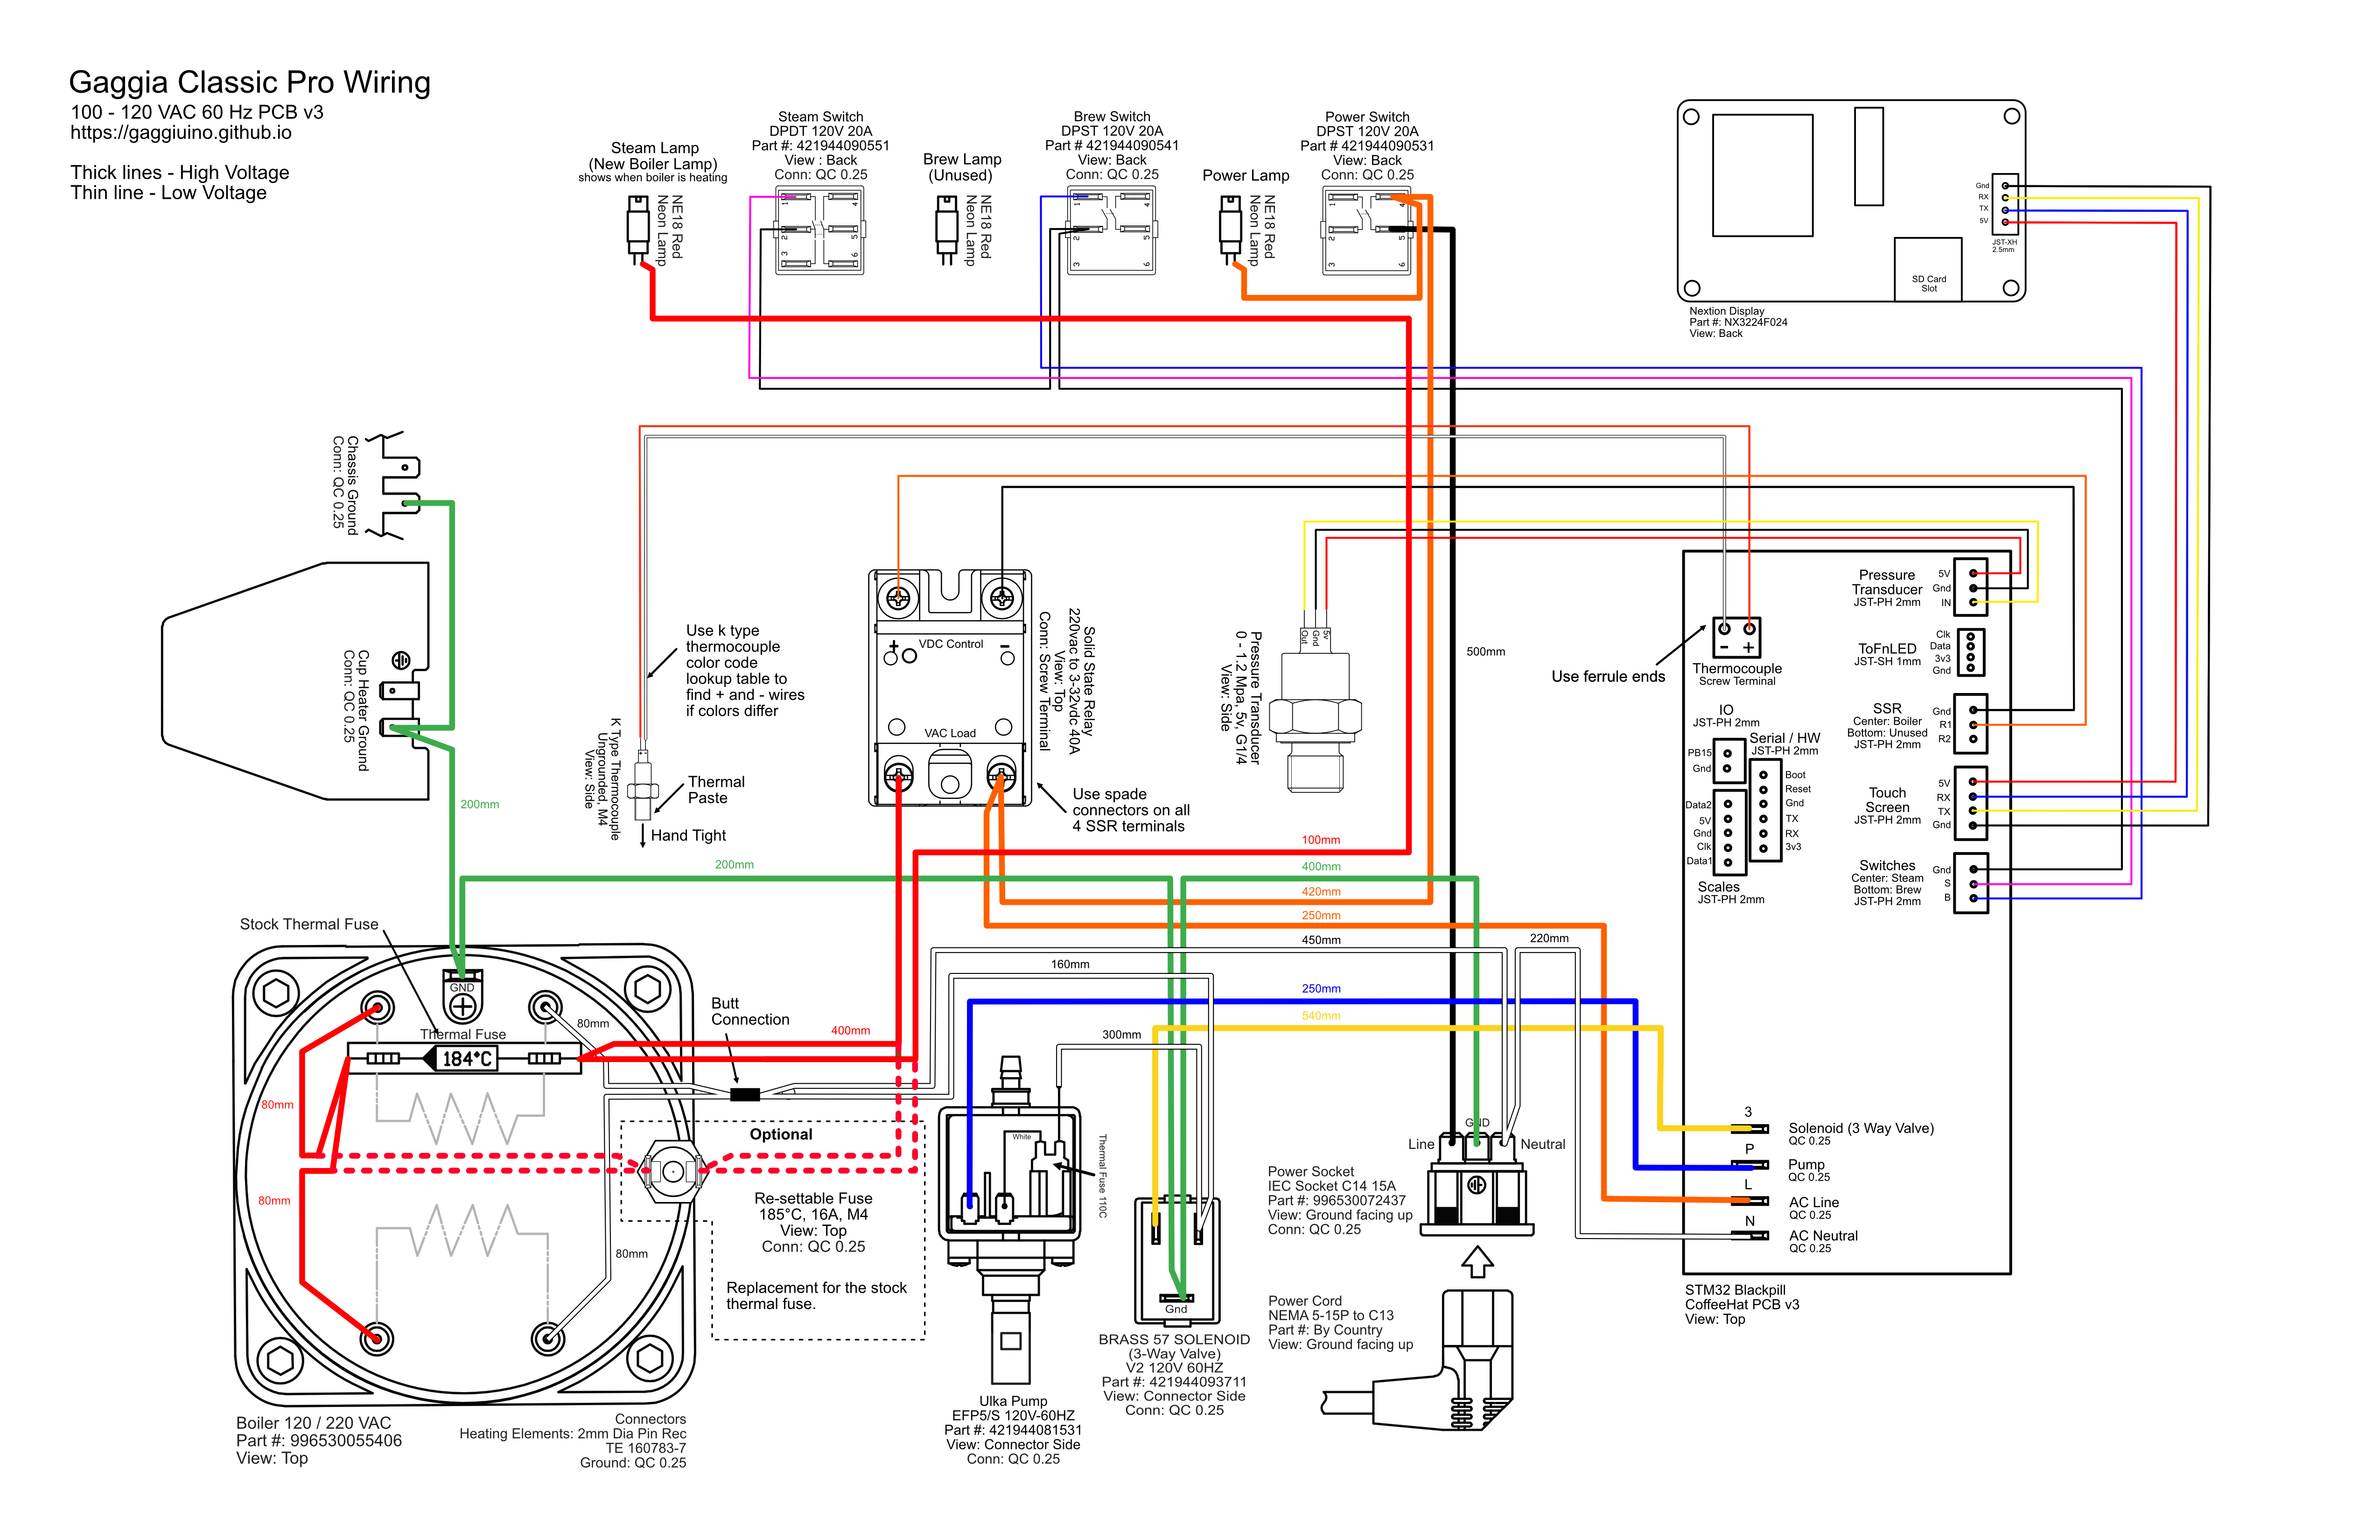 Gaggia Classic Pro Wiring
100 - 120 VAC 60 Hz PCB v3
https://gaggiuino.github.io
Thick lines - High Voltage
Thin line - Low Voltage
Steam Lamp
(New Boiler Lamp)
shows when boiler is heating
NE18 Red
Neon Lamp
Steam Switch
DPDT 120V 20A
Part #: 421944090551
View : Back
Conn: QC 0.25
1
2
3
4
5
6
Brew Lamp
(Unused)
NE18 Red
Neon Lamp
Brew Switch
DPST 120V 20A
Part #: 421944090541
View: Back
Conn: QC 0.25
1
2
3
4
5
6
Power Lamp
NE18 Red
Neon Lamp
Power Switch
DPST 120V 20A
Part #: 421944090531
View: Back
Conn: QC 0.25
1
2
3
4
5
6
Gnd
RX
TX
5V
JST-XH
2.5mm
SD Card
Slot
Nextion Display
Part #: NX3224F024
View: Back
Chassis Ground
Conn: QC 0.25
Cup Heater Ground
Conn: QC 0.25
200mm
Use k type
thermocouple
color code
lookup table to
find + and - wires
if colors differ
K Type Thermocouple
Ungrounded, M4
View: Side
Thermal
Paste
Hand Tight
+
VDC Control
-
VAC Load
Solid State Relay
220vac to 3-32vdc 40A
View: Top
Conn: Screw Terminal
Use spade
connectors on all
4 SSR terminals
Out
Gnd
5v
Pressure Transducer
0 - 1.2 Mpa, 5v, G1/4
View: Side
500mm
Use ferrule ends
- +
Thermocouple
Screw Terminal
Pressure
Transducer
JST-PH 2mm
5V
Gnd
IN
ToFnLED
JST-SH 1mm
Clk
Data
3v3
Gnd
SSR
Center: Boiler
Bottom: Unused
JST-PH 2mm
Gnd
R1
R2
IO
JST-PH 2mm
PB15
Gnd
Serial / HW
JST-PH 2mm
Boot
Reset
Gnd
TX
RX
3v3
Data2
5V
Gnd
Clk
Data1
Scales
JST-PH 2mm
Touch
Screen
JST-PH 2mm
5V
RX
TX
Gnd
Switches
Center: Steam
Bottom: Brew
JST-PH 2mm
Gnd
S
B
200mm
100mm
400mm
420mm
250mm
450mm
220mm
160mm
250mm
540mm
300mm
400mm
Stock Thermal Fuse
GND
Thermal Fuse
184°C
80mm
80mm
80mm
80mm
Butt
Connection
Optional
Re-settable Fuse
185°C, 16A, M4
View: Top
Conn: QC 0.25
Replacement for the stock
thermal fuse.
Boiler 120 / 220 VAC
Part #: 996530055406
View: Top
Connectors
Heating Elements: 2mm Dia Pin Rec
TE 160783-7
Ground: QC 0.25
White
Thermal Fuse 110C
Ulka Pump
EFP5/S 120V-60HZ
Part #: 421944081531
View: Connector Side
Conn: QC 0.25
Gnd
BRASS 57 SOLENOID
(3-Way Valve)
V2 120V 60HZ
Part #: 421944093711
View: Connector Side
Conn: QC 0.25
Line
GND
Neutral
Power Socket
IEC Socket C14 15A
Part #: 996530072437
View: Ground facing up
Conn: QC 0.25
Power Cord
NEMA 5-15P to C13
Part #: By Country
View: Ground facing up
3
Solenoid (3 Way Valve)
QC 0.25
P
Pump
QC 0.25
L
AC Line
QC 0.25
N
AC Neutral
QC 0.25
STM32 Blackpill
CoffeeHat PCB v3
View: Top